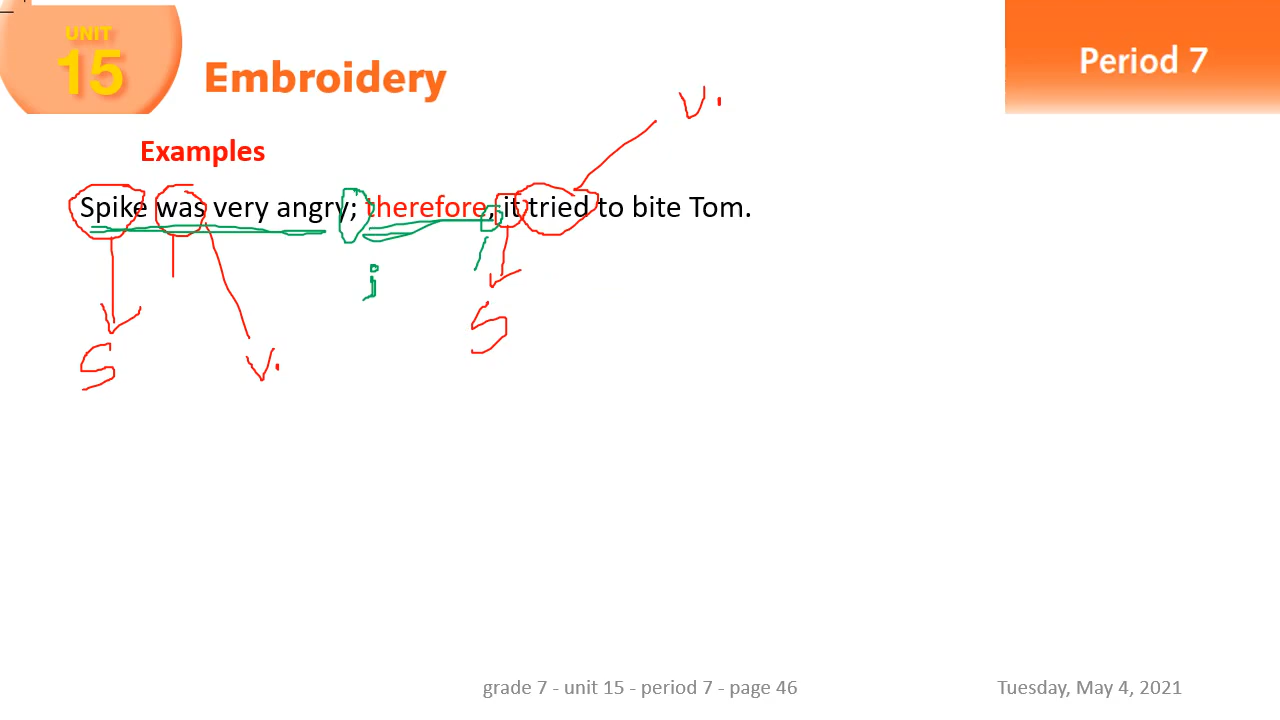 UNIT
15
Embroidery
Period 7
V.
Examples
Spike was very angry; therefore, it tried to bite Tom.
;
S
S
V.
grade 7 - unit 15 - period 7 - page 46
Tuesday, May 4, 2021